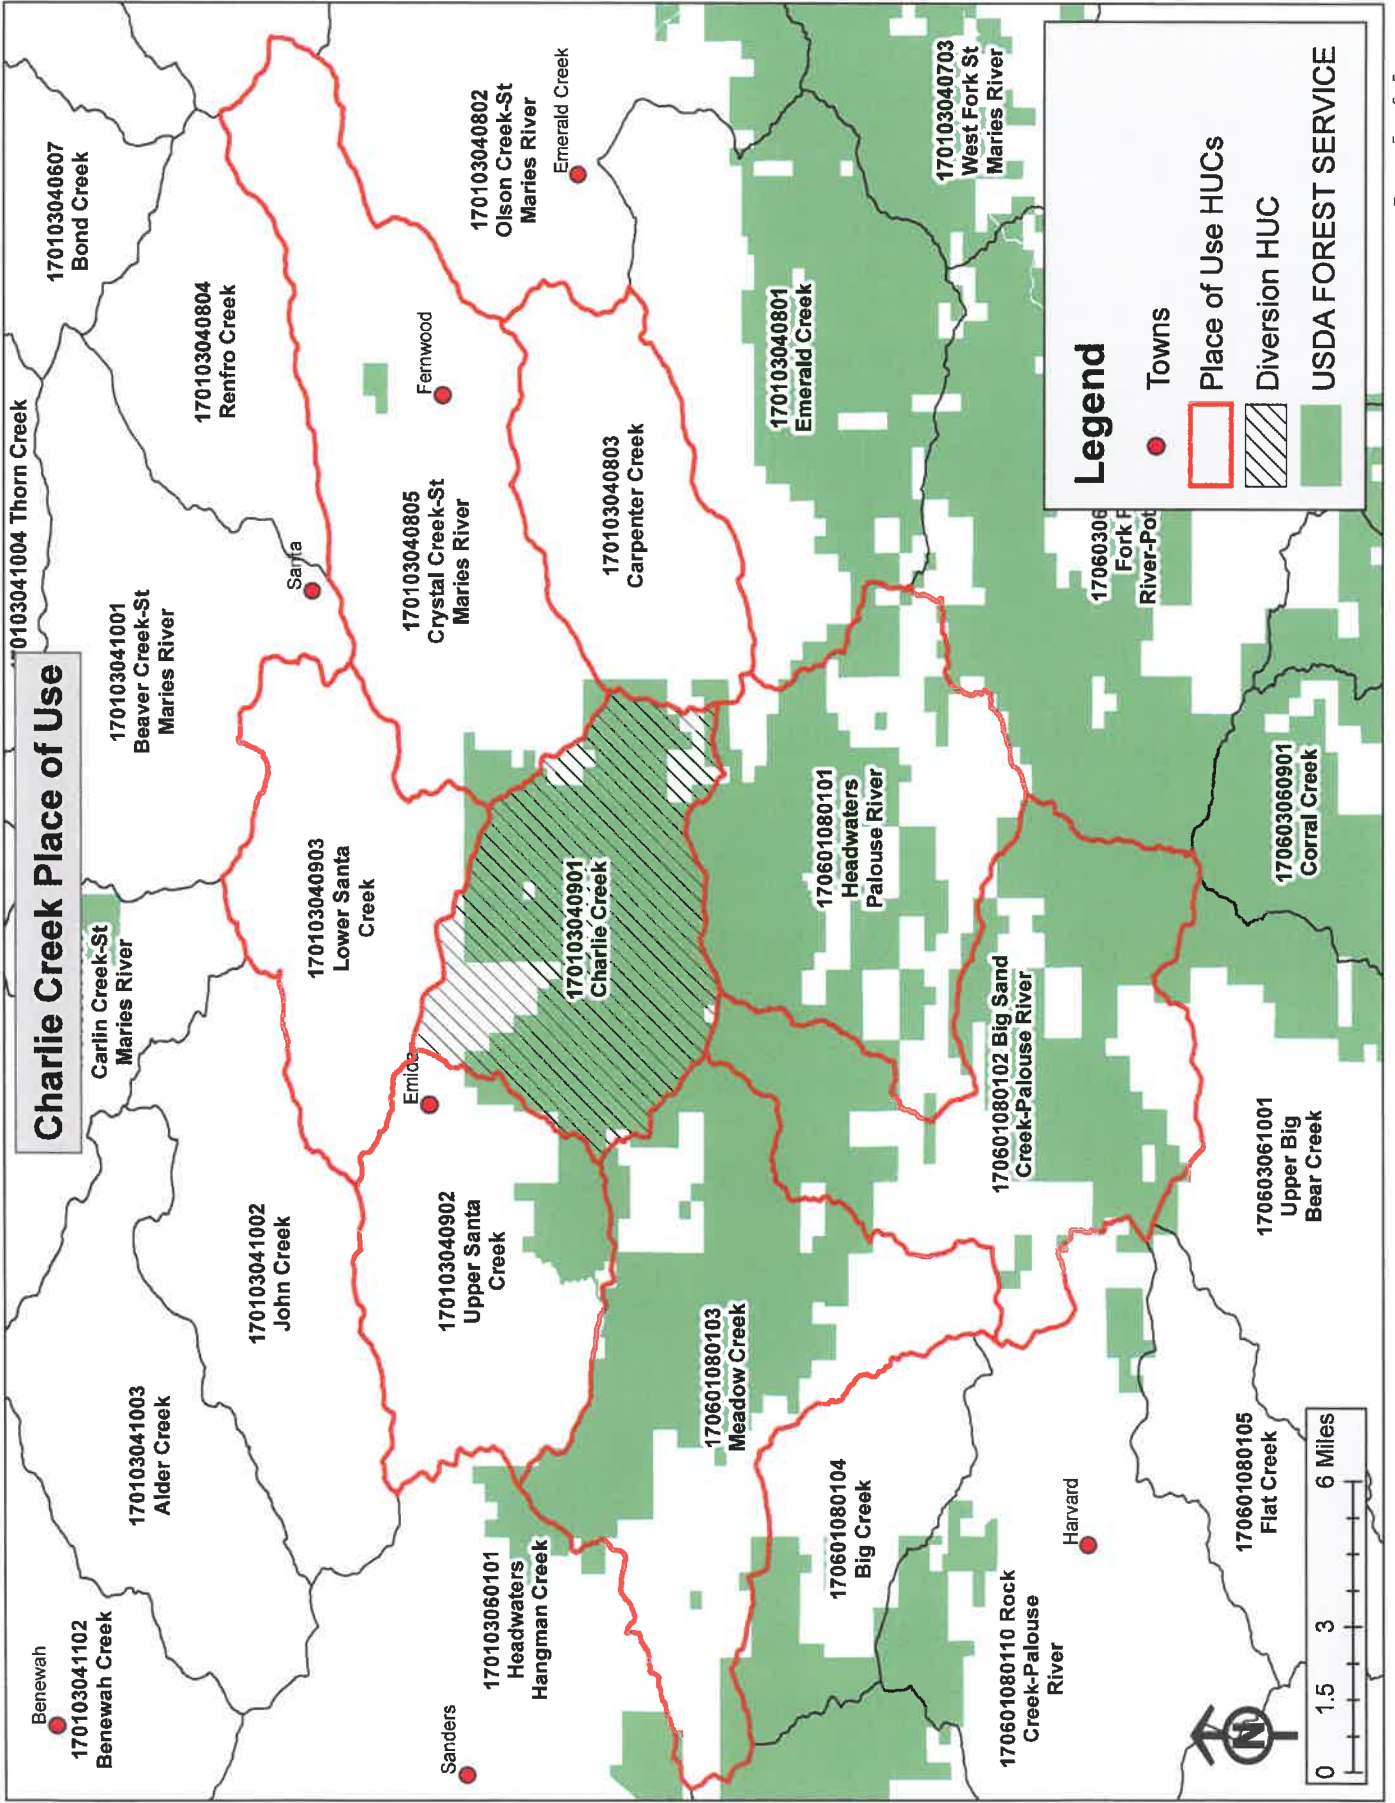 Charlie Creek Place of Use
Benewah
170103041102
Benewah Creek
170103041003
Alder Creek
170103041002
John Creek
Carlin Creek-St
Maries River
170103041001
Beaver Creek-St
Maries River
Thorn Creek
170103040607
Bond Creek
170103040804
Renfro Creek
Santa
170103040903
Lower Santa
Creek
Emida
170103040902
Upper Santa
Creek
Sanders
170103060101
Headwaters
Hangman Creek
170103040805
Crystal Creek-St
Maries River
Fernwood
170103040802
Olson Creek-St
Maries River
Emerald Creek
170103040803
Carpenter Creek
170103040901
Charlie Creek
170601080103
Meadow Creek
170601080104
Big Creek
170601080101
Headwaters
Palouse River
170103040801
Emerald Creek
170103040703
West Fork St
Maries River
170601080102 Big Sand
Creek-Palouse River
170601080110 Rock
Creek-Palouse
River
Harvard
17060306
Fork
River-Pot
170603060901
Corral Creek
170603061001
Upper Big
Bear Creek
170601080105
Flat Creek
Legend
Towns
Place of Use HUCs
Diversion HUC
USDA FOREST SERVICE
N
0 1.5 3 6 Miles